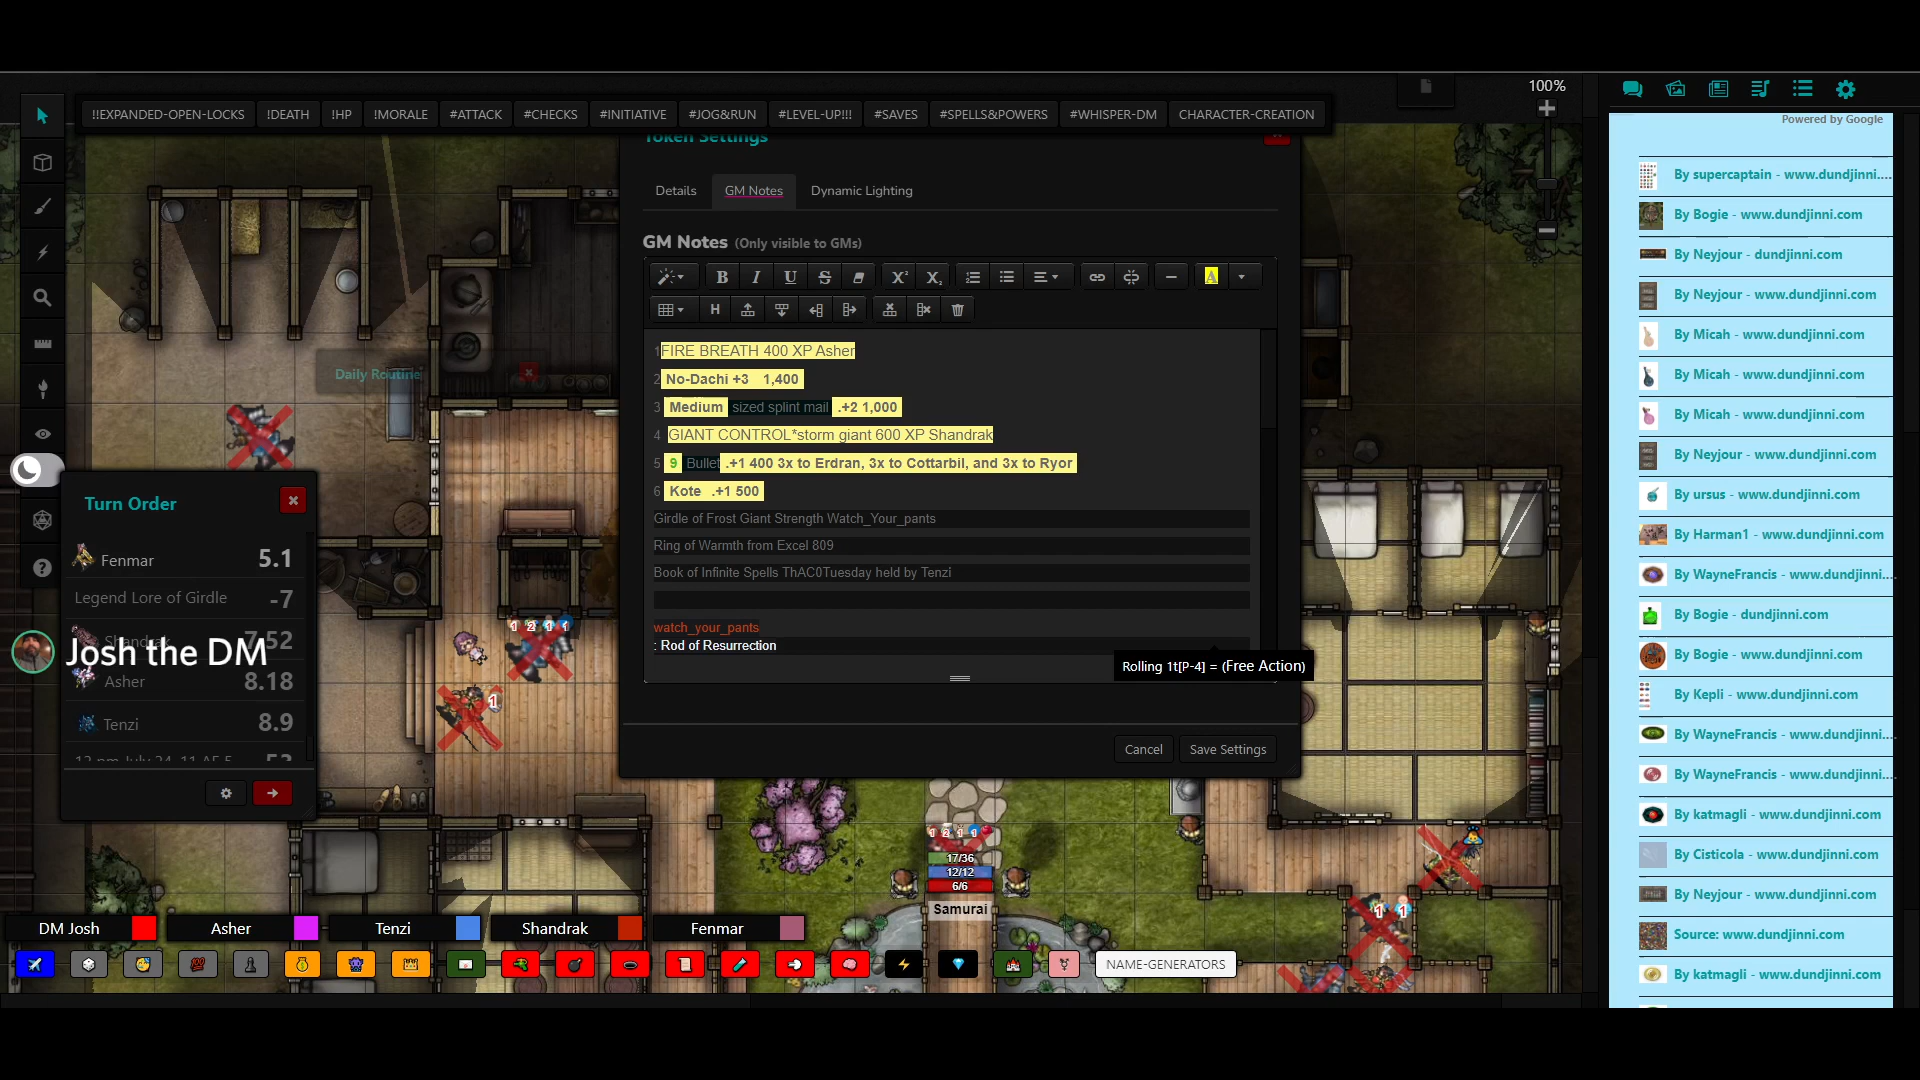 100%
!!EXPANDED-OPEN-LOCKS !DEATH !HP !MORALE #ATTACK #CHECKS #INITIATIVE #JOG&RUN #LEVEL-UP!!! #SAVES #SPELLS&POWERS #WHISPER-DM CHARACTER-CREATION
Token Settings
Details GM Notes Dynamic Lighting
GM Notes (Only visible to GMs)
1 FIRE BREATH 400 XP Asher
2 No-Dachi +3 1,400
3 Medium sized splint mail .+2 1,000
4 GIANT CONTROL*storm giant 600 XP Shandrak
5 9 Bullet .+1 400 3x to Erdran, 3x to Cottarbil, and 3x to Ryor
6 Kote .+1 500
Girdle of Frost Giant Strength Watch_Your_pants
Ring of Warmth from Excel 809
Book of Infinite Spells ThAC0Tuesday held by Tenzi
watch_your_pants
: Rod of Resurrection
Rolling 1t[P-4] = (Free Action)
Cancel Save Settings
Daily Routine
Turn Order
Fenmar 5.1
Legend Lore of Girdle -7
Shandrak 7.52
Josh the DM
Asher 8.18
Tenzi 8.9
17/36
12/12
6/6
Samurai
DM Josh Asher Tenzi Shandrak Fenmar
NAME-GENERATORS
Powered by Google
By supercaptain - www.dundjinni....
By Bogie - www.dundjinni.com
By Neyjour - dundjinni.com
By Neyjour - www.dundjinni.com
By Micah - www.dundjinni.com
By Micah - www.dundjinni.com
By Micah - www.dundjinni.com
By Neyjour - www.dundjinni.com
By ursus - www.dundjinni.com
By Harman1 - www.dundjinni.com
By WayneFrancis - www.dundjinni....
By Bogie - dundjinni.com
By Bogie - www.dundjinni.com
By Kepli - www.dundjinni.com
By WayneFrancis - www.dundjinni....
By WayneFrancis - www.dundjinni....
By katmagli - www.dundjinni.com
By Cisticola - www.dundjinni.com
By Neyjour - www.dundjinni.com
Source: www.dundjinni.com
By katmagli - www.dundjinni.com